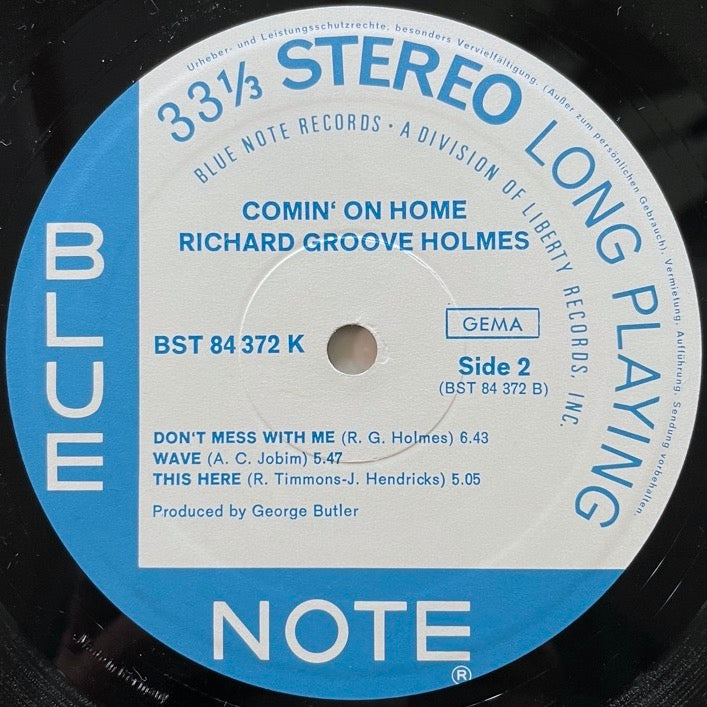 Urheber- und Leistungsschutzrechte, besonders Vervielfältigung, (Außer zum persönlichen Gebrauch), Vermietung, Aufführung, Sendung vorbehalten.
33⅓ STEREO LONG PLAYING
BLUE NOTE RECORDS · A DIVISION OF LIBERTY RECORDS, INC.
COMIN' ON HOME
RICHARD GROOVE HOLMES
BST 84 372 K
GEMA
Side 2
(BST 84 372 B)
DON'T MESS WITH ME (R. G. Holmes) 6.43
WAVE (A. C. Jobim) 5.47
THIS HERE (R. Timmons-J. Hendricks) 5.05
Produced by George Butler
BLUE
NOTE
®